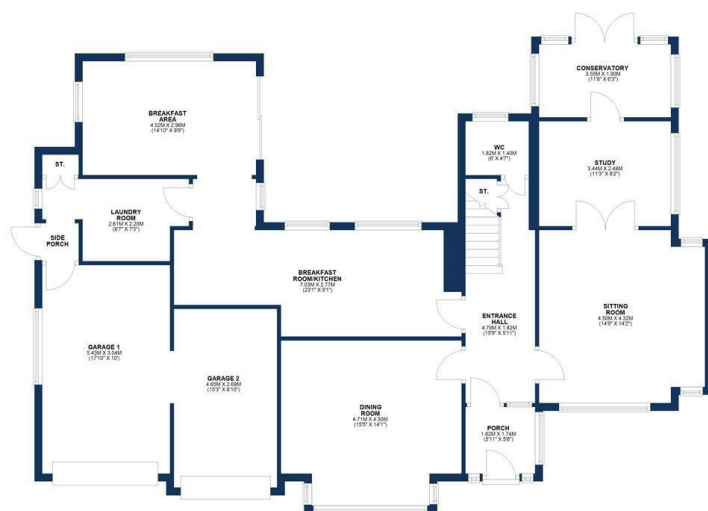 CONSERVATORY
3.55M X 1.90M
(11'8" X 6'3")
BREAKFAST
AREA
4.52M X 2.96M
(14'10" X 9'9")
WC
1.82M X 1.40M
(6' X 4'7")
STUDY
3.44M X 2.48M
(11'3" X 8'2")
ST.
ST.
LAUNDRY
ROOM
2.61M X 2.20M
(8'7" X 7'3")
SIDE
PORCH
BREAKFAST
ROOM/KITCHEN
7.03M X 2.77M
(23'1" X 9'1")
SITTING
ROOM
4.50M X 4.32M
(14'9" X 14'2")
ENTRANCE
HALL
4.79M X 1.82M
(15'9" X 5'11")
GARAGE 1
5.43M X 3.04M
(17'10" X 10')
GARAGE 2
4.65M X 2.69M
(15'3" X 8'10")
DINING
ROOM
4.71M X 4.30M
(15'5" X 14'1")
PORCH
1.82M X 1.74M
(5'11" X 5'8")